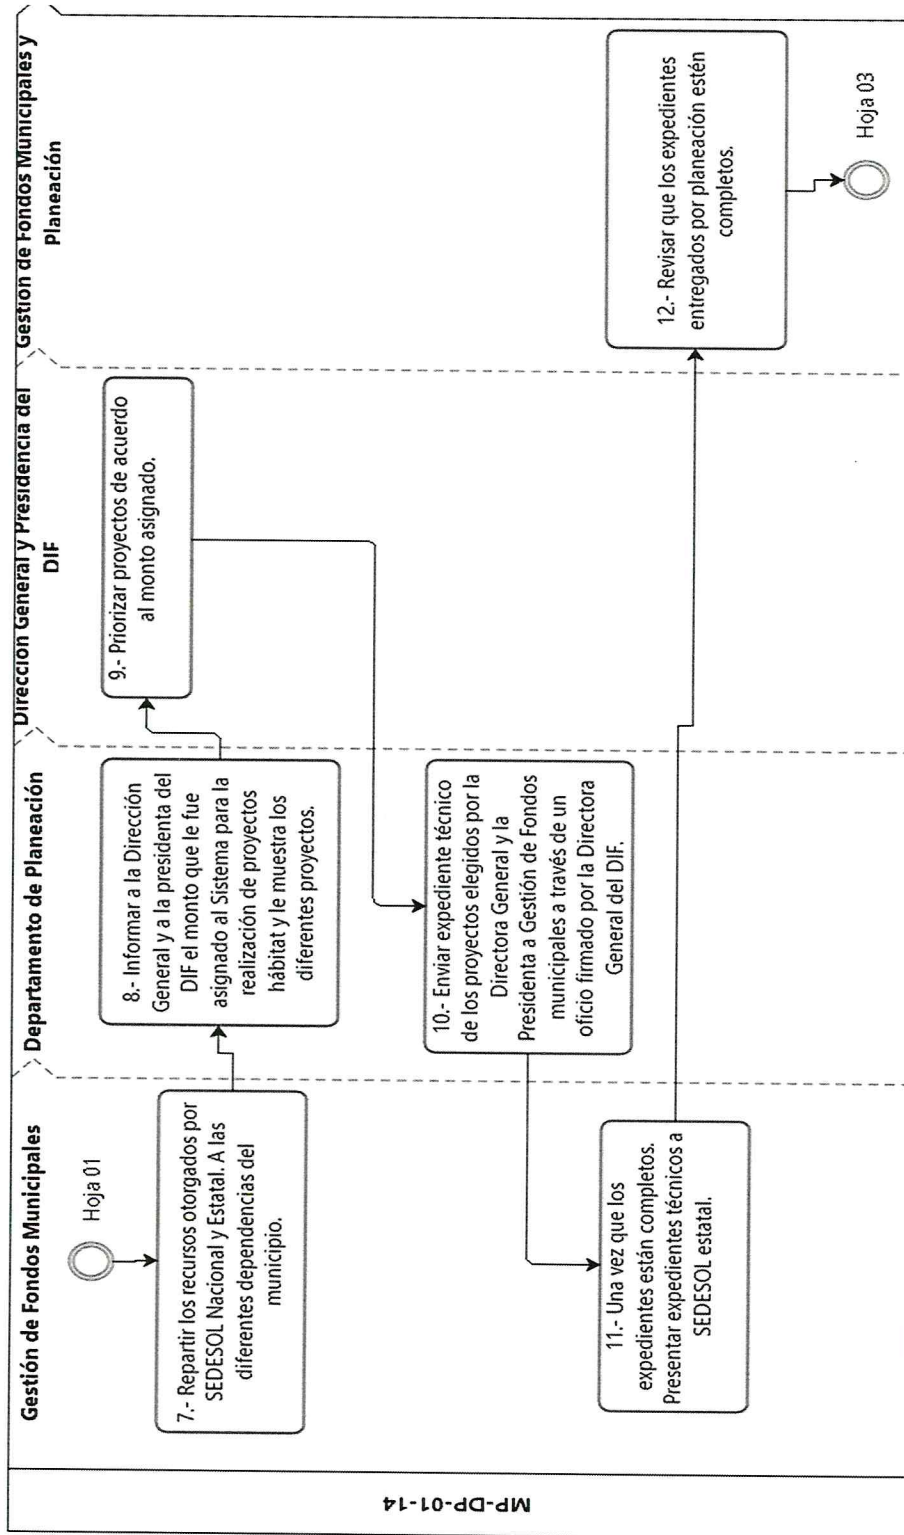 MP-DP-01-14
Gestión de Fondos Municipales
Departamento de Planeación
Dirección General y Presidencia del
DIF
Gestión de Fondos Municipales y
Planeación
Hoja 01
7.- Repartir los recursos otorgados por
SEDESOL Nacional y Estatal. A las
diferentes dependencias del
municipio.
8.- Informar a la Dirección
General y a la presidenta del
DIF el monto que le fue
asignado al Sistema para la
realización de proyectos
hábitat y le muestra los
diferentes proyectos.
9.- Priorizar proyectos de acuerdo
al monto asignado.
10.- Enviar expediente técnico
de los proyectos elegidos por la
Directora General y la
Presidenta a Gestión de Fondos
municipales a través de un
oficio firmado por la Directora
General del DIF.
11.- Una vez que los
expedientes están completos.
Presentar expedientes técnicos a
SEDESOL estatal.
12.- Revisar que los expedientes
entregados por planeación estén
completos.
Hoja 03